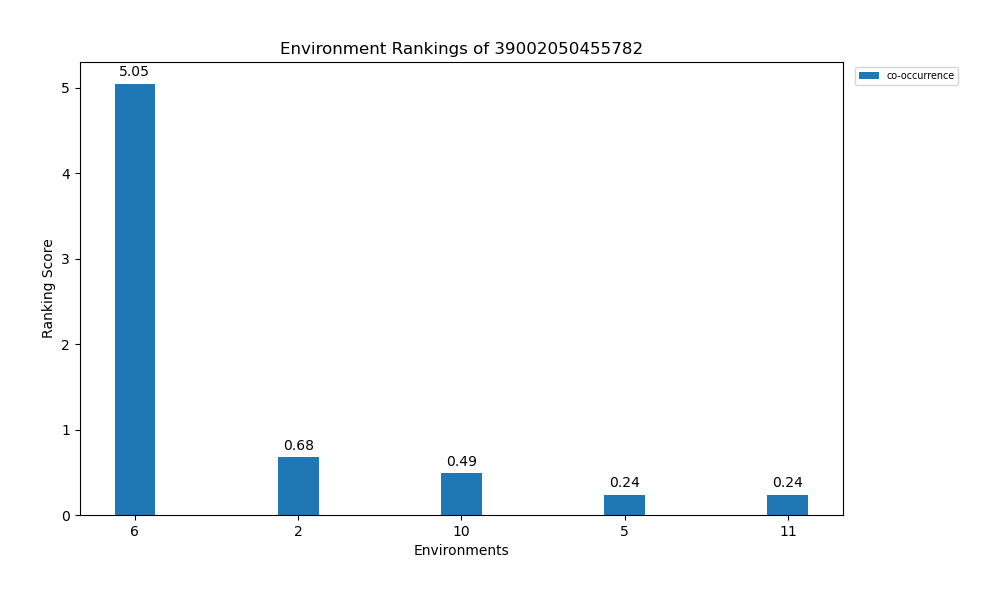 Environment Rankings of 39002050455782
co-occurrence
Ranking Score
5
4
3
2
1
0
5.05
0.68
0.49
0.24
0.24
6 2 10 5 11
Environments